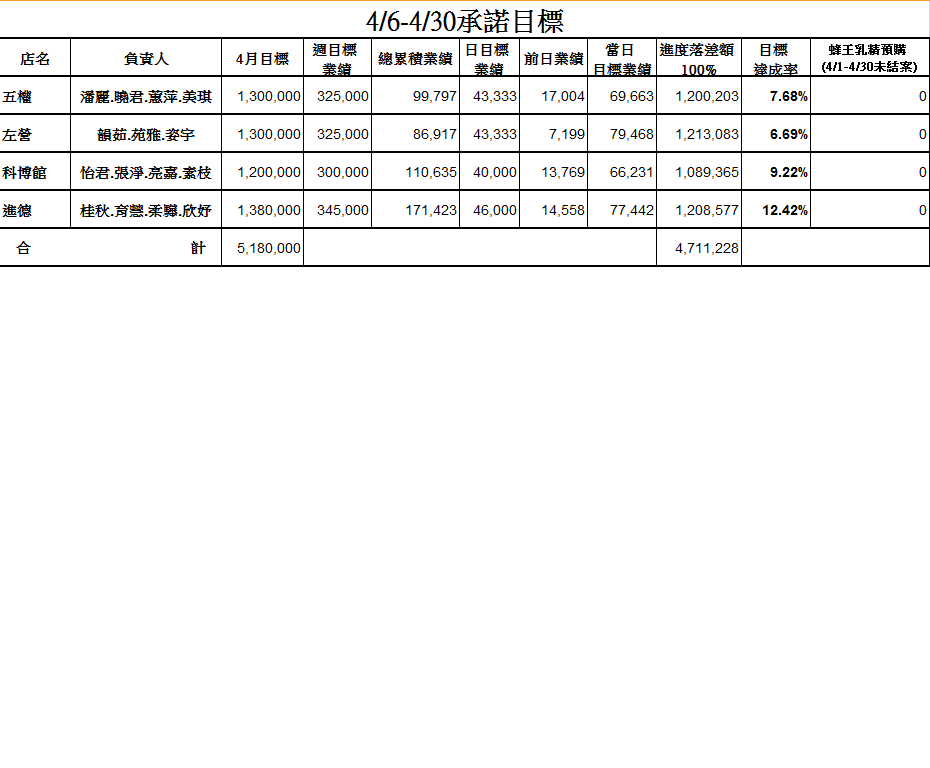 4/6-4/30承諾目標
店名 負責人 4月目標 週目標業績 總累積業績 日目標業績 前日業績 當日目標業績 進度落差額100% 目標達成率 蜂王乳精預購(4/1-4/30未結案)
五權 潘麗.曉君.蕙萍.美琪 1,300,000 325,000 99,797 43,333 17,004 69,663 1,200,203 7.68% 0
左營 韻茹.苑雅.姿宇 1,300,000 325,000 86,917 43,333 7,199 79,468 1,213,083 6.69% 0
科博館 怡君.張淨.亮嘉.素枝 1,200,000 300,000 110,635 40,000 13,769 66,231 1,089,365 9.22% 0
進德 桂秋.育慧.柔驊.欣妤 1,380,000 345,000 171,423 46,000 14,558 77,442 1,208,577 12.42% 0
合 計 5,180,000 4,711,228